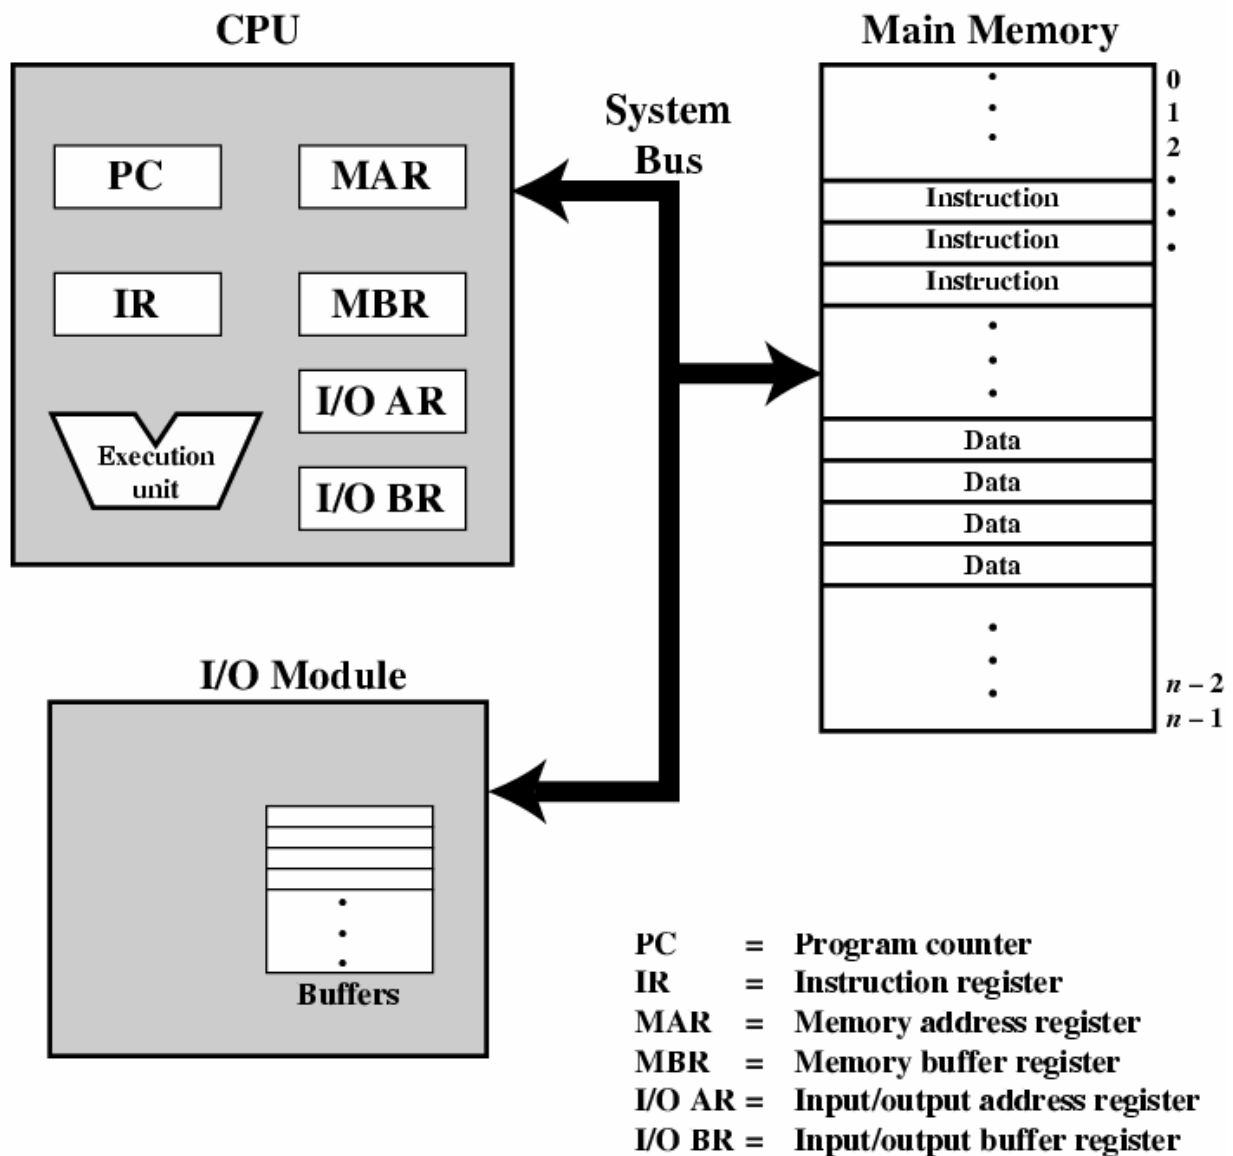 CPU
Main Memory
System
Bus
PC
MAR
IR
MBR
I/O AR
I/O BR
Execution
unit
0
1
2
Instruction
Instruction
Instruction
Data
Data
Data
Data
n – 2
n – 1
I/O Module
Buffers
PC = Program counter
IR = Instruction register
MAR = Memory address register
MBR = Memory buffer register
I/O AR = Input/output address register
I/O BR = Input/output buffer register